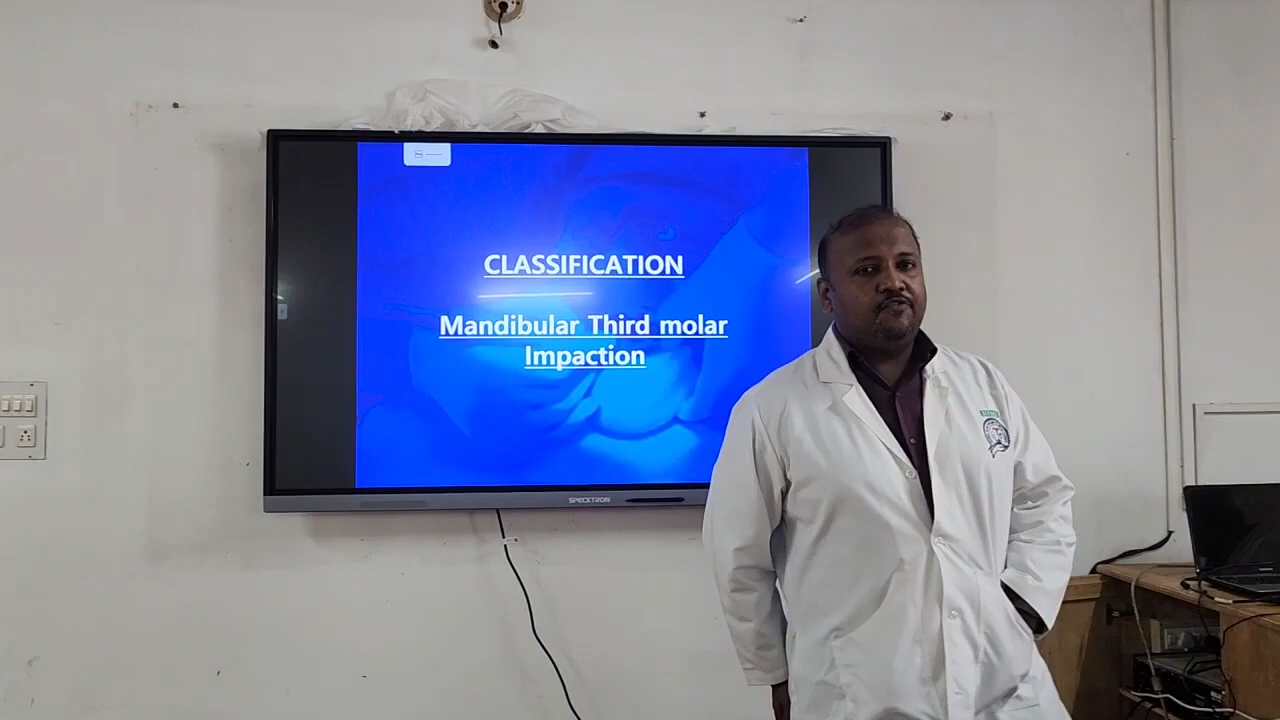 CLASSIFICATION
Mandibular Third molar
Impaction
SPECKTRON